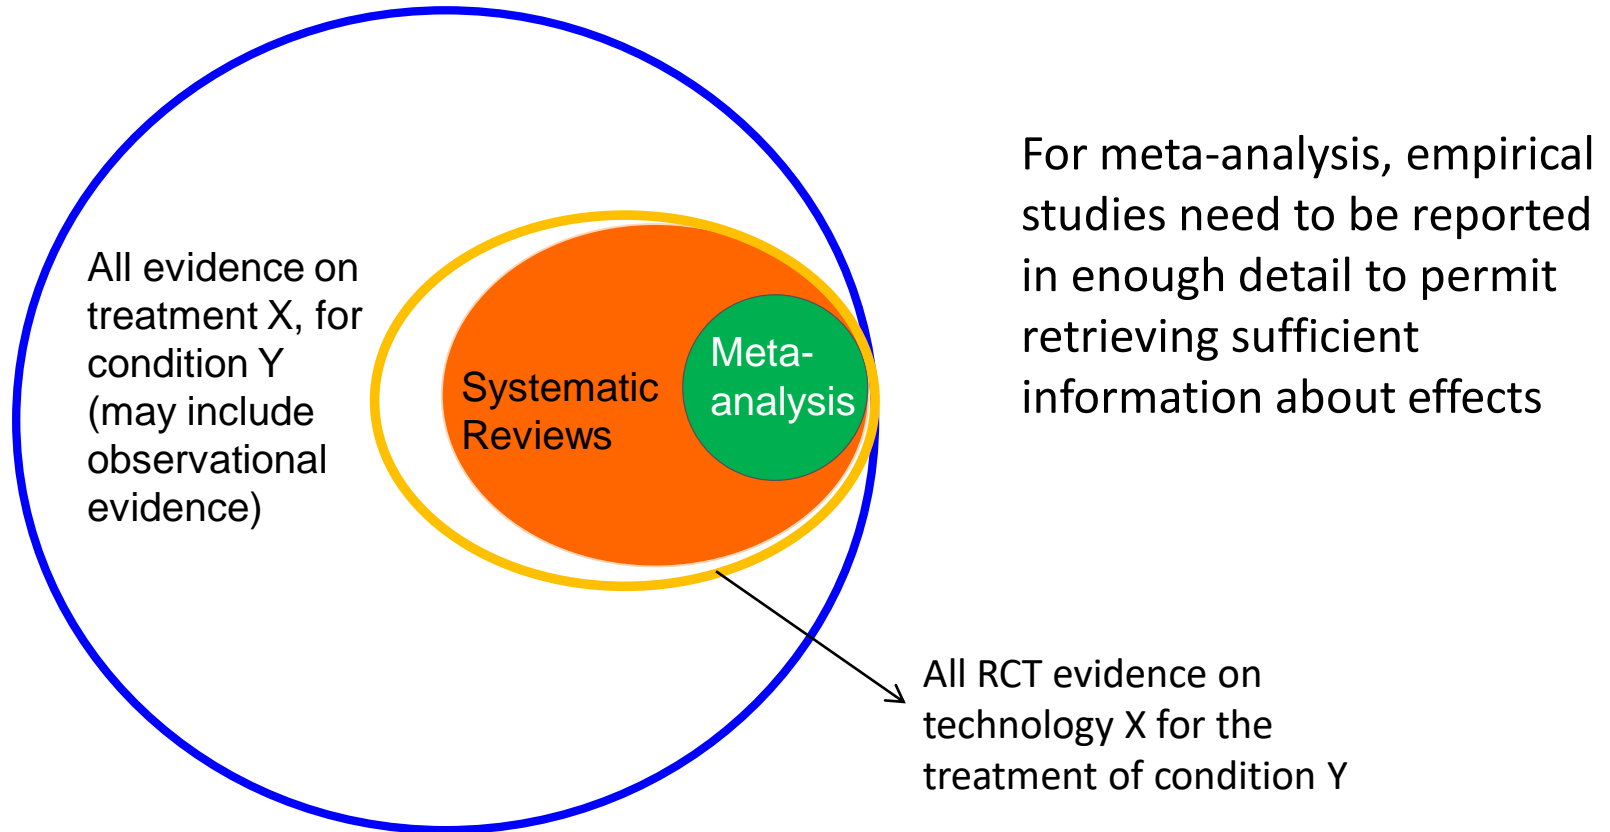 All evidence on
treatment X, for
condition Y
(may include
observational
evidence)
Systematic
Reviews
Meta-
analysis
For meta-analysis, empirical
studies need to be reported
in enough detail to permit
retrieving sufficient
information about effects
All RCT evidence on
technology X for the
treatment of condition Y